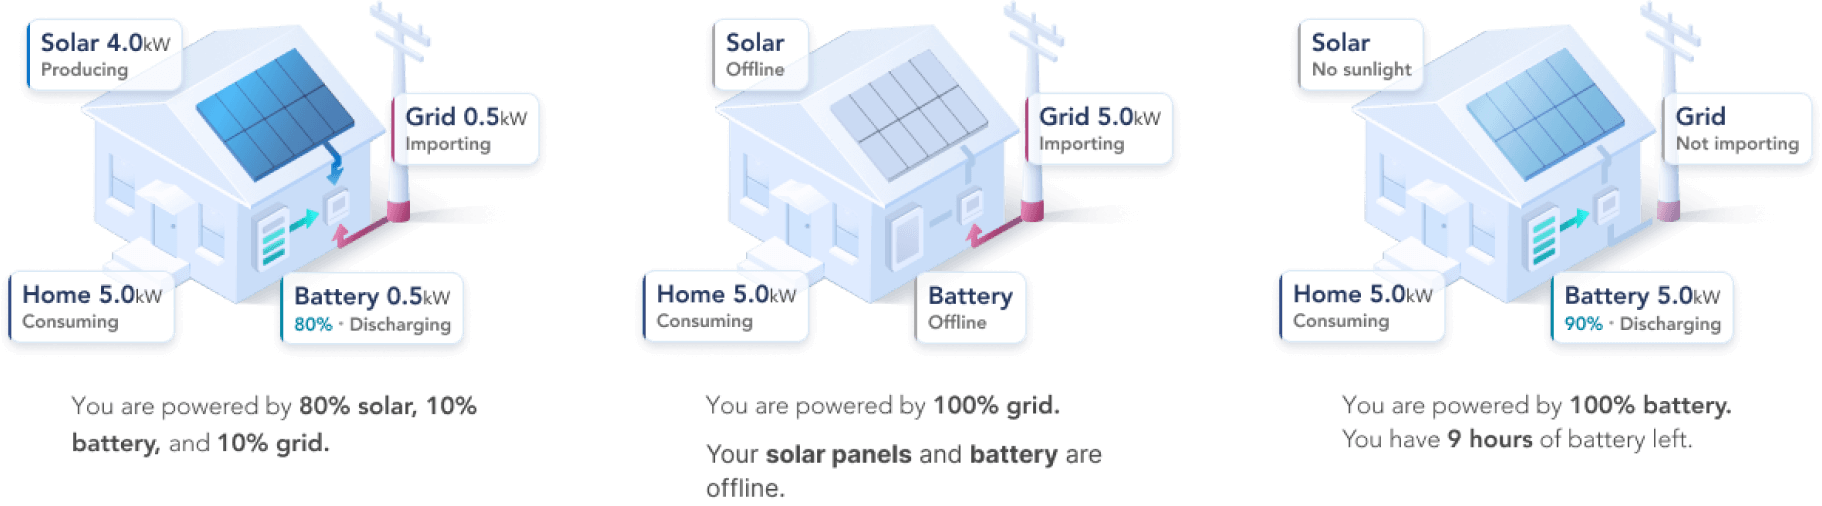 Solar 4.0kW
Producing
Grid 0.5kW
Importing
Home 5.0kW
Consuming
Battery 0.5kW
80% • Discharging
You are powered by 80% solar, 10%
battery, and 10% grid.
Solar
Offline
Grid 5.0kW
Importing
Home 5.0kW
Consuming
Battery
Offline
You are powered by 100% grid.
Your solar panels and battery are
offline.
Solar
No sunlight
Grid
Not importing
Home 5.0kW
Consuming
Battery 5.0kW
90% • Discharging
You are powered by 100% battery.
You have 9 hours of battery left.